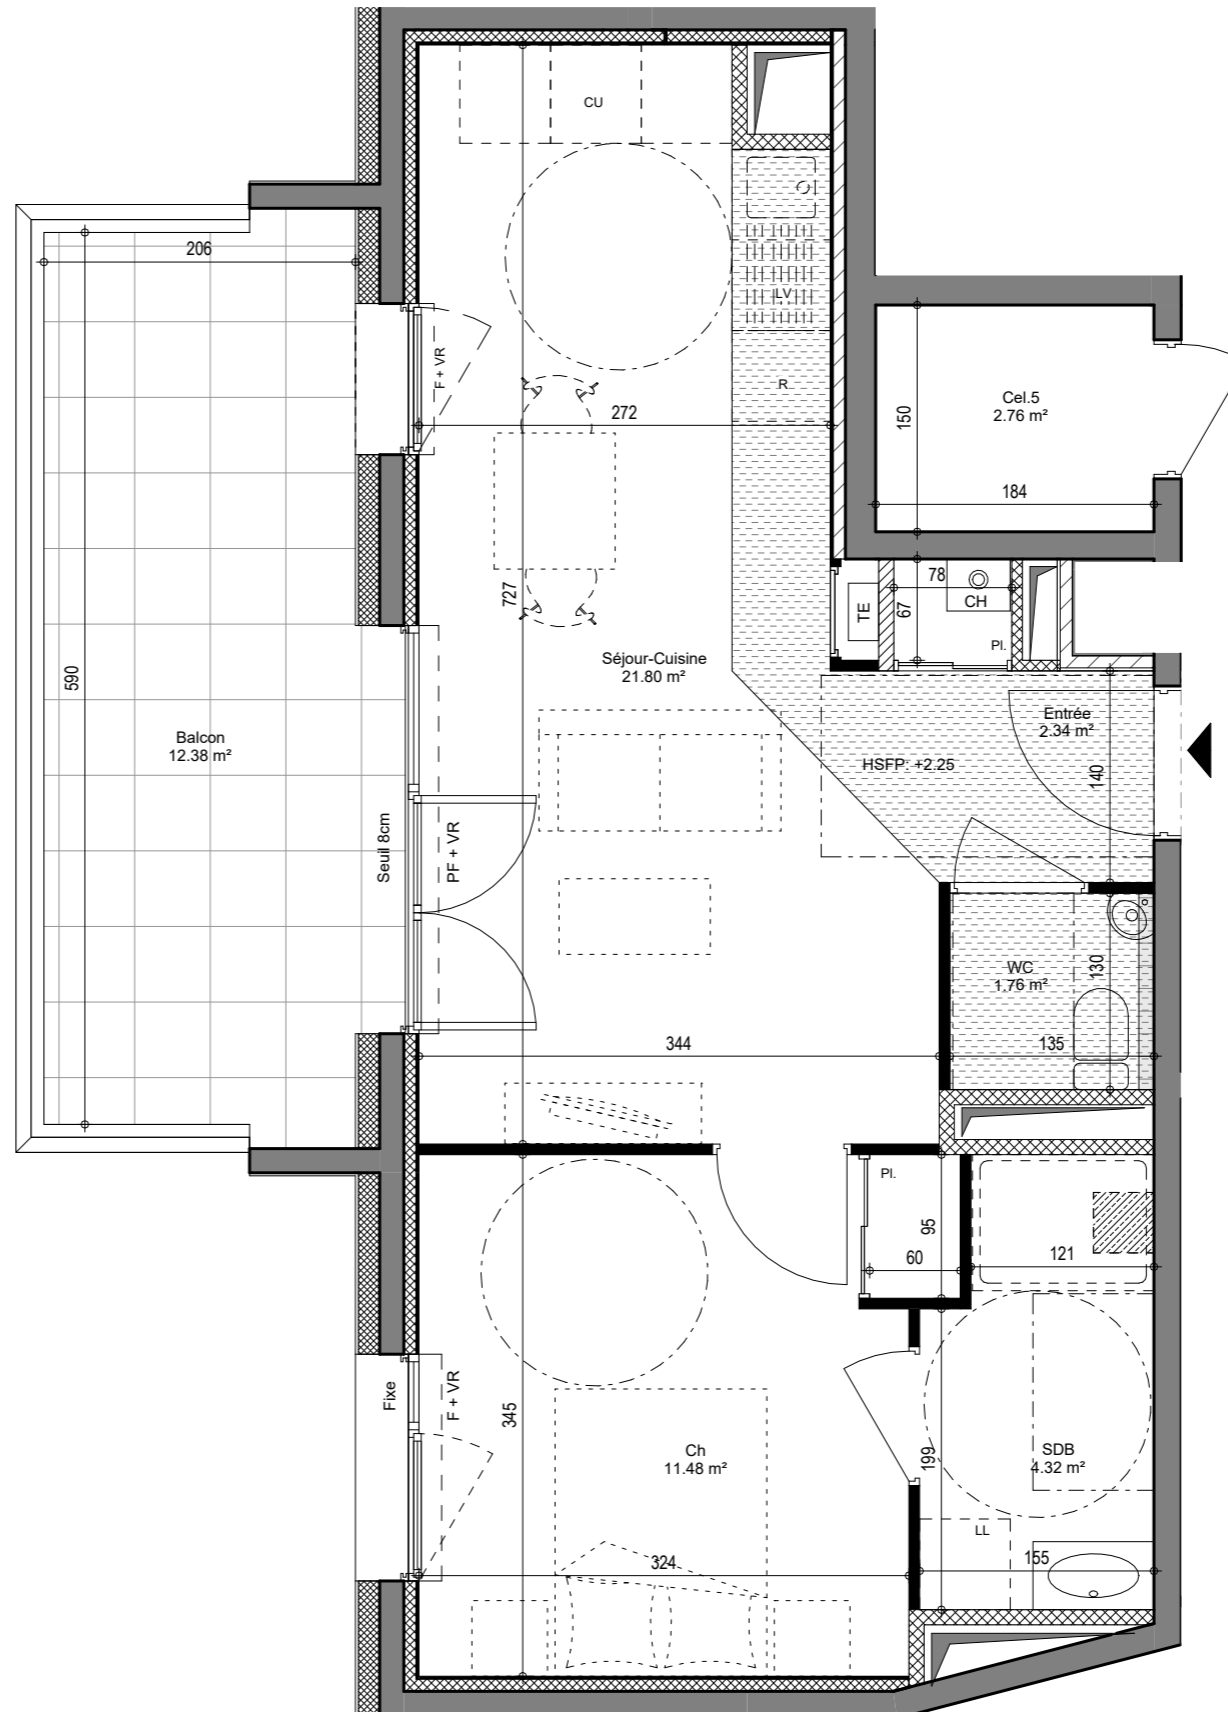 CU
206
LV
F + VR
R
272
Cel.5
2.76 m²
150
184
78
CH
TE
67
Pl.
727
590
Séjour-Cuisine
21.80 m²
Entrée
2.34 m²
Balcon
12.38 m²
HSFP: +2.25
140
Seuil 8cm
PF + VR
WC
1.76 m²
130
344
135
Pl.
95
60
121
Fixe
F + VR
345
Ch
11.48 m²
199
SDB
4.32 m²
LL
324
155